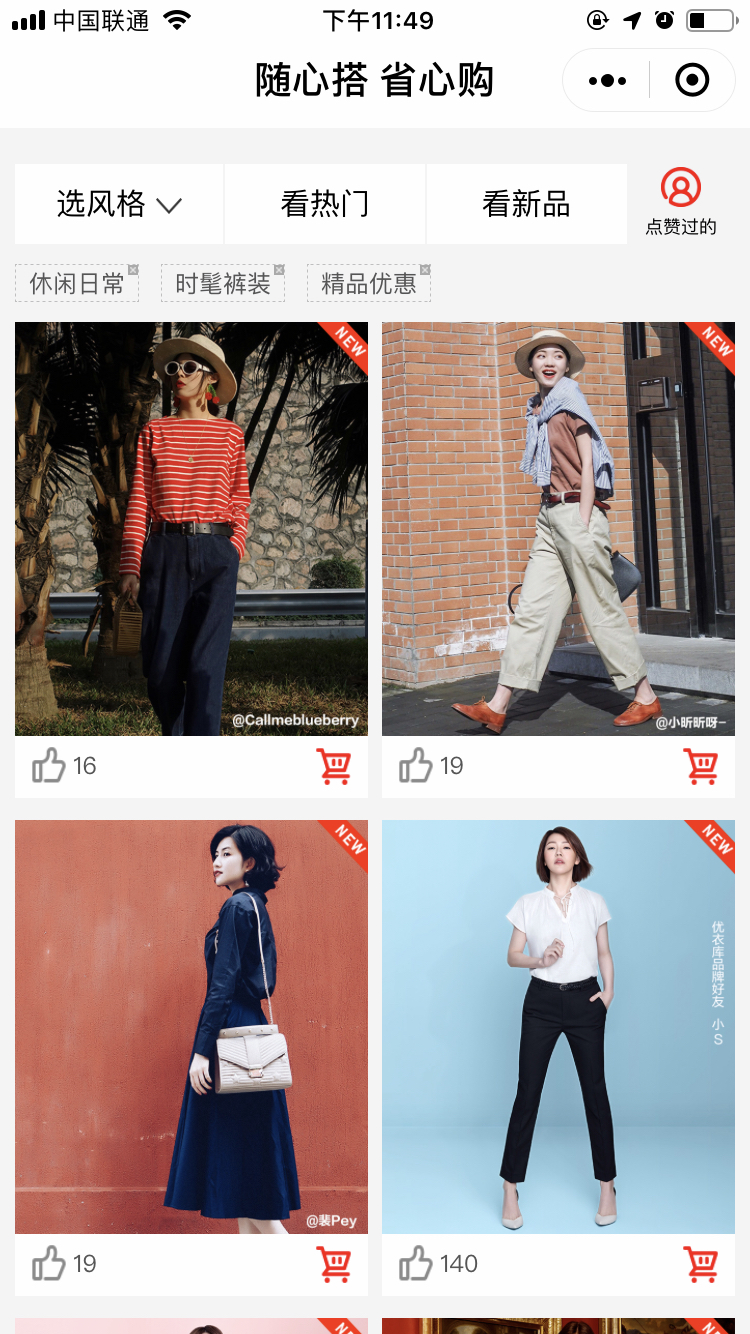 中国联通
下午11:49
随心搭 省心购
选风格
看热门
看新品
点赞过的
休闲日常
时髦裤装
精品优惠
NEW
NEW
@Callmeblueberry
@小昕昕呀–
16
19
NEW
NEW
优衣库品牌好友 小S
@裴Pey
19
140